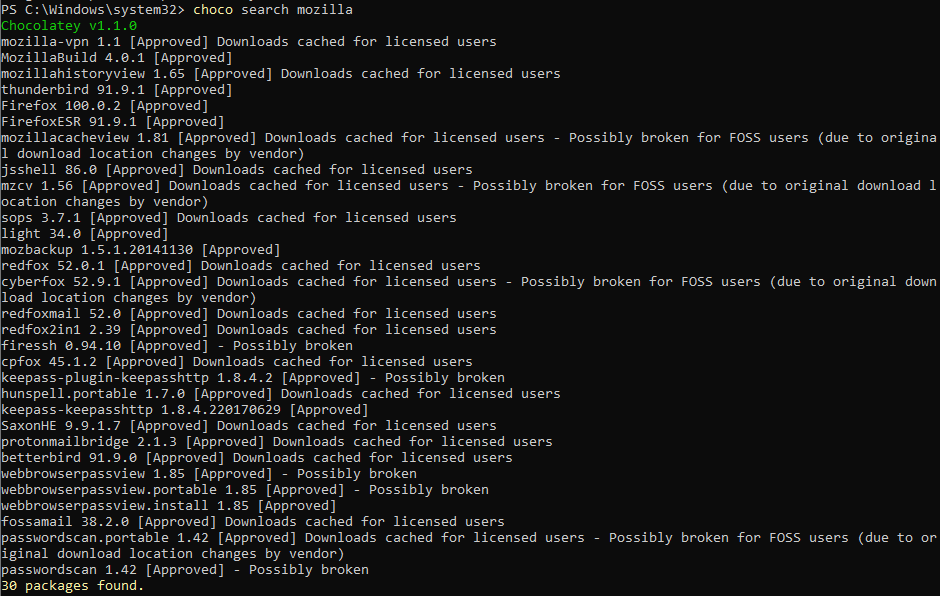 PS C:\Windows\system32> choco search mozilla
Chocolatey v1.1.0
mozilla-vpn 1.1 [Approved] Downloads cached for licensed users
MozillaBuild 4.0.1 [Approved]
mozillahistoryview 1.65 [Approved] Downloads cached for licensed users
thunderbird 91.9.1 [Approved]
Firefox 100.0.2 [Approved]
FirefoxESR 91.9.1 [Approved]
mozillacacheview 1.81 [Approved] Downloads cached for licensed users - Possibly broken for FOSS users (due to origina
l download location changes by vendor)
jsshell 86.0 [Approved] Downloads cached for licensed users
mzcv 1.56 [Approved] Downloads cached for licensed users - Possibly broken for FOSS users (due to original download l
ocation changes by vendor)
sops 3.7.1 [Approved] Downloads cached for licensed users
light 34.0 [Approved]
mozbackup 1.5.1.20141130 [Approved]
redfox 52.0.1 [Approved] Downloads cached for licensed users
cyberfox 52.9.1 [Approved] Downloads cached for licensed users - Possibly broken for FOSS users (due to original down
load location changes by vendor)
redfoxmail 52.0 [Approved] Downloads cached for licensed users
redfox2in1 2.39 [Approved] Downloads cached for licensed users
firessh 0.94.10 [Approved] - Possibly broken
cpfox 45.1.2 [Approved] Downloads cached for licensed users
keepass-plugin-keepasshttp 1.8.4.2 [Approved] - Possibly broken
hunspell.portable 1.7.0 [Approved] Downloads cached for licensed users
keepass-keepasshttp 1.8.4.220170629 [Approved]
SaxonHE 9.9.1.7 [Approved] Downloads cached for licensed users
protonmailbridge 2.1.3 [Approved] Downloads cached for licensed users
betterbird 91.9.0 [Approved] Downloads cached for licensed users
webbrowserpassview 1.85 [Approved] - Possibly broken
webbrowserpassview.portable 1.85 [Approved] - Possibly broken
webbrowserpassview.install 1.85 [Approved]
fossamail 38.2.0 [Approved] Downloads cached for licensed users
passwordscan.portable 1.42 [Approved] Downloads cached for licensed users - Possibly broken for FOSS users (due to or
iginal download location changes by vendor)
passwordscan 1.42 [Approved] - Possibly broken
30 packages found.